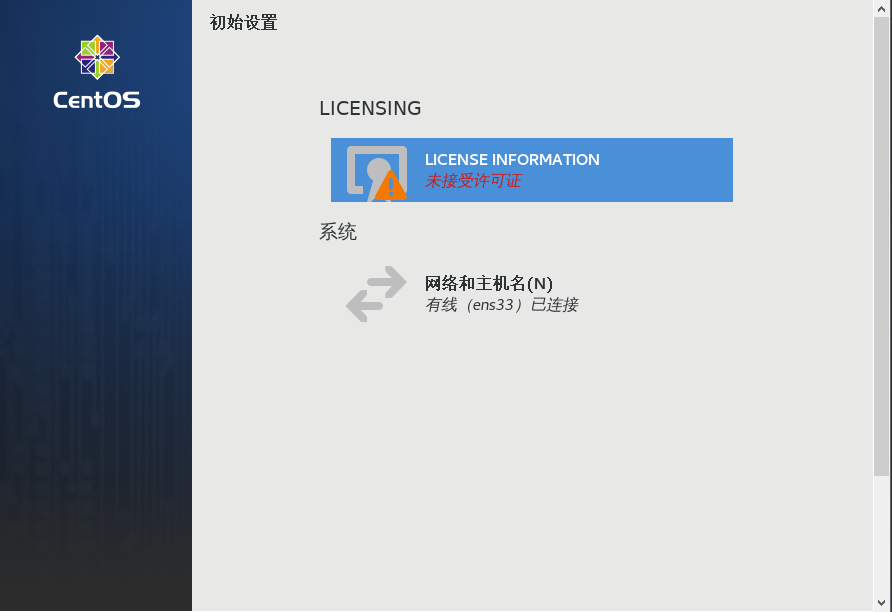 初始设置
CentOS
LICENSING
LICENSE INFORMATION
未接受许可证
系统
网络和主机名(N)
有线（ens33）已连接